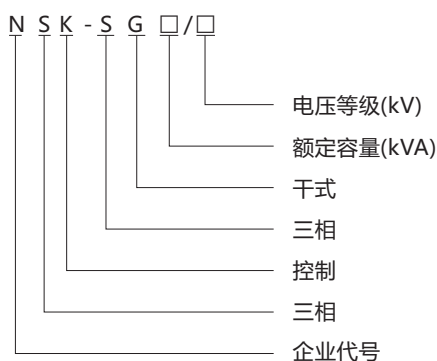 N S K - S G □/□
电压等级(kV)
额定容量(kVA)
干式
三相
控制
三相
企业代号